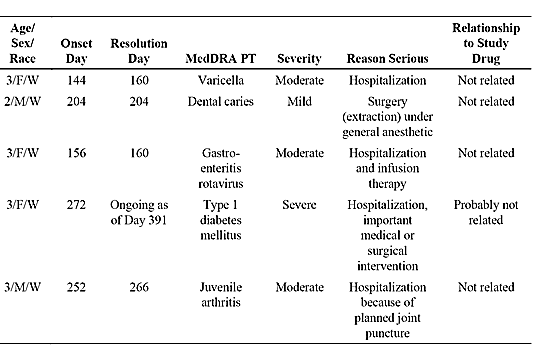 Age/ Sex/ Race	Onset Day	Resolution Day	MedDRA PT	Severity	Reason Serious	Relationship to Study Drug
3/F/W	144	160	Varicella	Moderate	Hospitalization	Not related
2/M/W	204	204	Dental caries	Mild	Surgery (extraction) under general anesthetic	Not related
3/F/W	156	160	Gastro-enteritis rotavirus	Moderate	Hospitalization and infusion therapy	Not related
3/F/W	272	Ongoing as of Day 391	Type 1 diabetes mellitus	Severe	Hospitalization, important medical or surgical intervention	Probably not related
3/M/W	252	266	Juvenile arthritis	Moderate	Hospitalization because of planned joint puncture	Not related